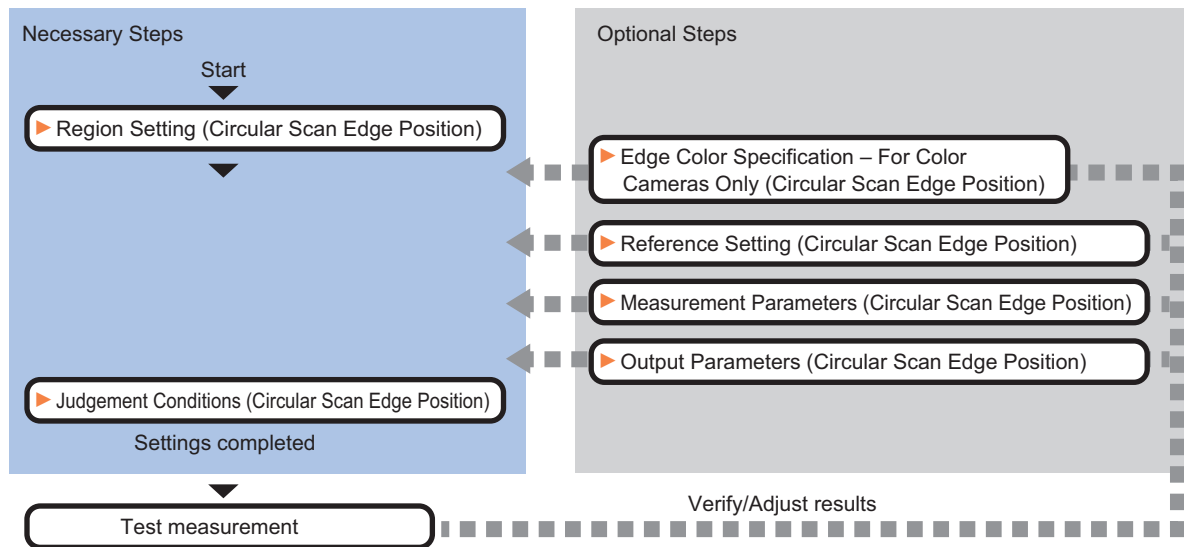 Necessary Steps
Start
Region Setting (Circular Scan Edge Position)
Judgement Conditions (Circular Scan Edge Position)
Settings completed
Test measurement
Optional Steps
Edge Color Specification – For Color
Cameras Only (Circular Scan Edge Position)
Reference Setting (Circular Scan Edge Position)
Measurement Parameters (Circular Scan Edge Position)
Output Parameters (Circular Scan Edge Position)
Verify/Adjust results